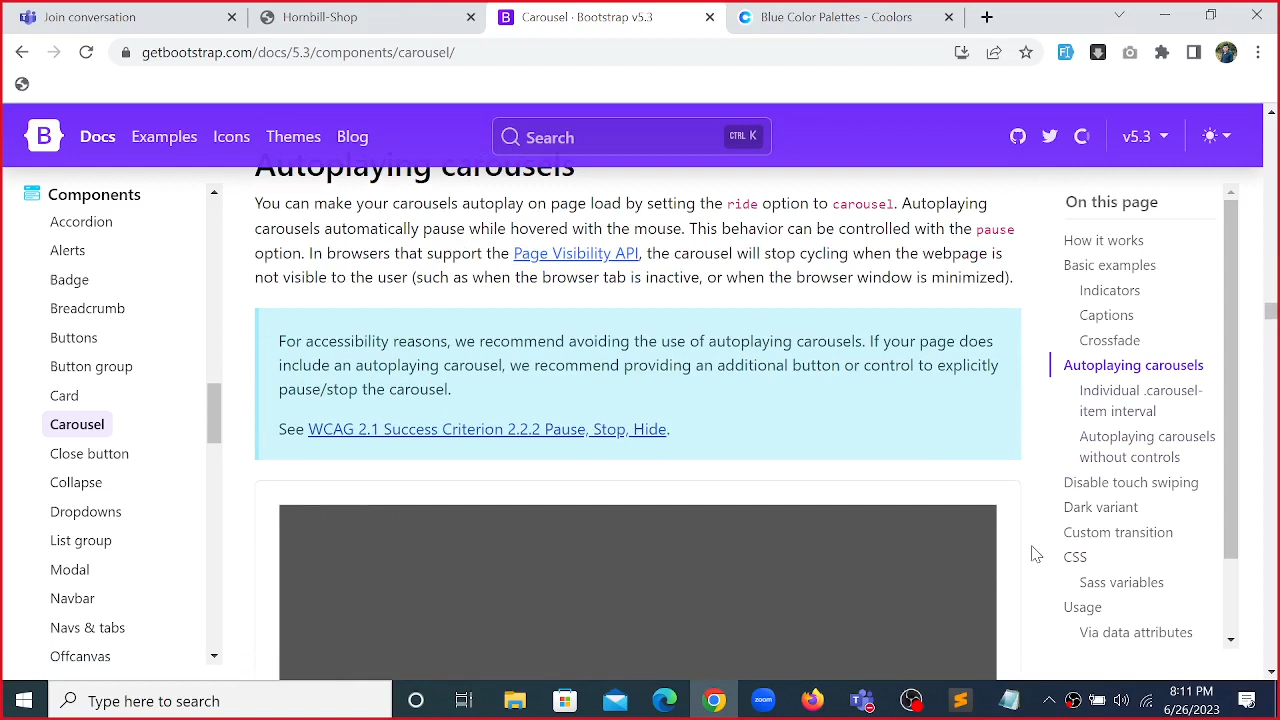 Join conversation
Hornbill-Shop
Carousel · Bootstrap v5.3
Blue Color Palettes - Coolors
getbootstrap.com/docs/5.3/components/carousel/
B Docs Examples Icons Themes Blog
Search
CTRL K
v5.3
Components
Accordion
Alerts
Badge
Breadcrumb
Buttons
Button group
Card
Carousel
Close button
Collapse
Dropdowns
List group
Modal
Navbar
Navs & tabs
Offcanvas
Autoplaying carousels
You can make your carousels autoplay on page load by setting the ride option to carousel. Autoplaying
carousels automatically pause while hovered with the mouse. This behavior can be controlled with the pause
option. In browsers that support the Page Visibility API, the carousel will stop cycling when the webpage is
not visible to the user (such as when the browser tab is inactive, or when the browser window is minimized).
For accessibility reasons, we recommend avoiding the use of autoplaying carousels. If your page does
include an autoplaying carousel, we recommend providing an additional button or control to explicitly
pause/stop the carousel.
See WCAG 2.1 Success Criterion 2.2.2 Pause, Stop, Hide.
On this page
How it works
Basic examples
Indicators
Captions
Crossfade
Autoplaying carousels
Individual .carousel-
item interval
Autoplaying carousels
without controls
Disable touch swiping
Dark variant
Custom transition
CSS
Sass variables
Usage
Via data attributes
Type here to search
zoom
8:11 PM
6/26/2023